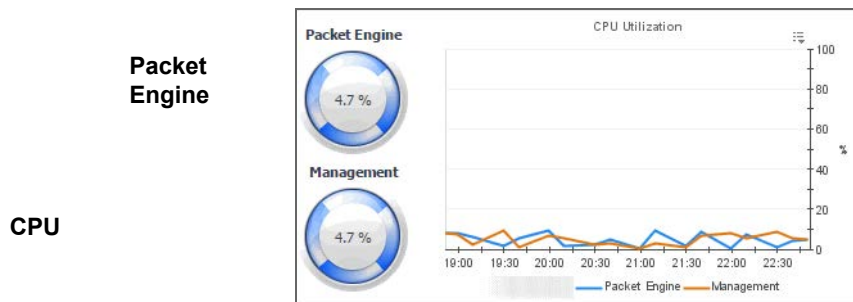 Packet
Engine
CPU
Packet Engine
4.7 %
Management
4.7 %
CPU Utilization
100
80
60
40
20
0
%
19:00 19:30 20:00 20:30 21:00 21:30 22:00 22:30
Packet Engine Management